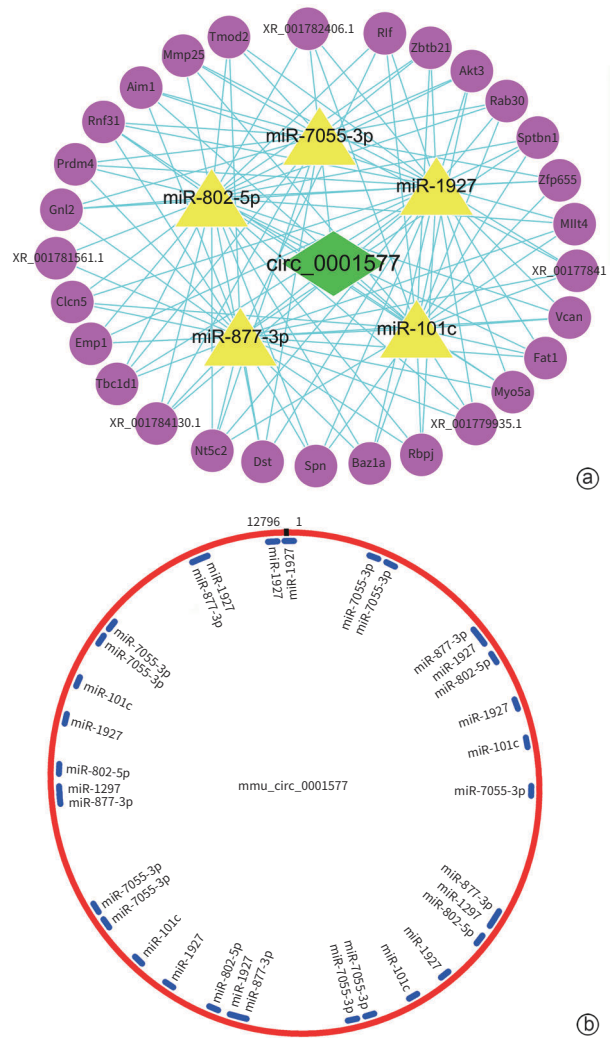 XR_001782406.1
Tmod2
Rlf
Zbtb21
Mmp25
Akt3
Aim1
Rab30
Rnf31
Sptbn1
miR-7055-3p
Prdm4
Zfp655
miR-1927
miR-802-5p
Gnl2
Mllt4
XR_001781561.1
circ_0001577
XR_00177841
Clcn5
Vcan
miR-877-3p
miR-101c
Emp1
Fat1
Tbc1d1
Myo5a
XR_001784130.1
XR_001779935.1
Nt5c2
Rbpj
Dst
Spn
Baz1a
ⓐ
12796 1
miR-1927
miR-1927
miR-7055-3p
miR-7055-3p
miR-877-3p
miR-1927
miR-802-5p
miR-1927
miR-101c
miR-7055-3p
miR-877-3p
miR-1297
miR-802-5p
miR-1927
miR-101c
miR-7055-3p
miR-7055-3p
miR-877-3p
miR-1927
miR-802-5p
miR-1927
miR-101c
miR-7055-3p
miR-7055-3p
miR-877-3p
miR-1297
miR-802-5p
miR-1927
miR-101c
miR-7055-3p
miR-7055-3p
miR-877-3p
miR-1927
mmu_circ_0001577
ⓑ